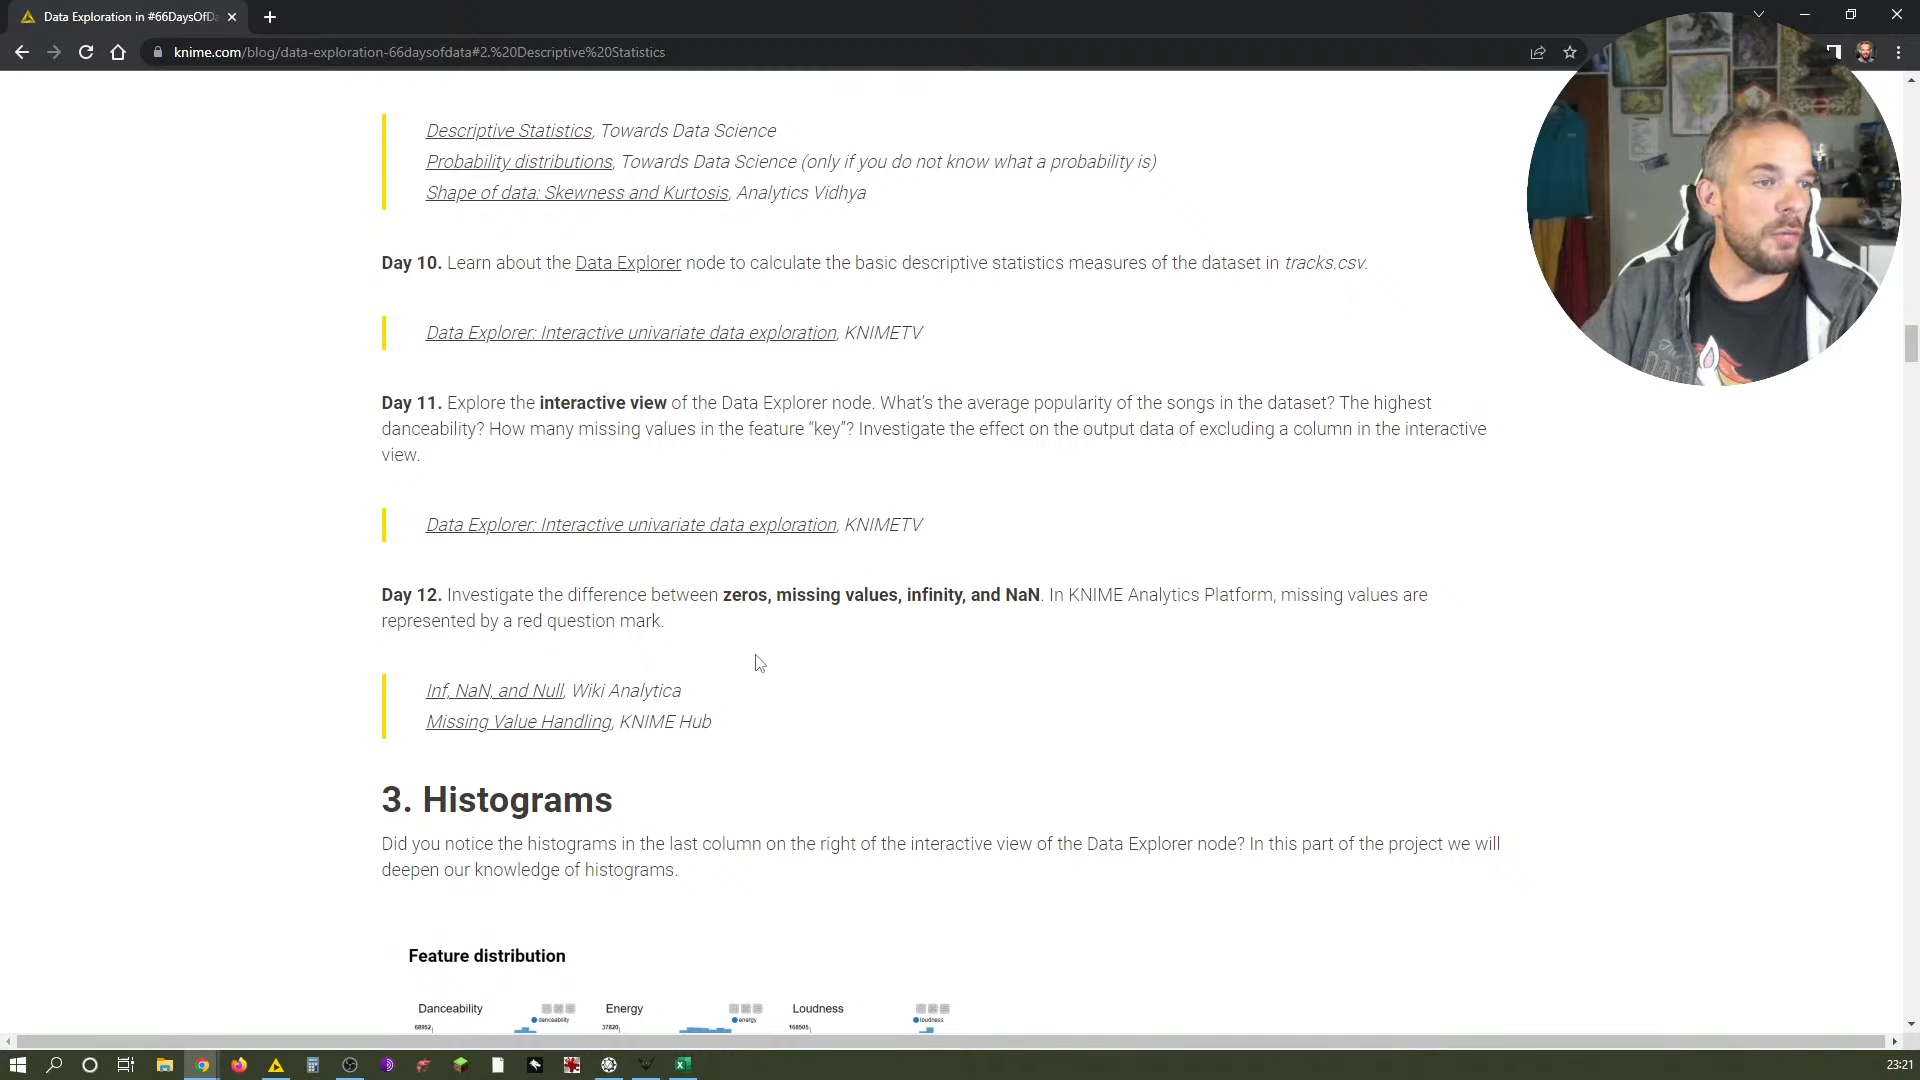 Data Exploration in #66DaysOfDa
knime.com/blog/data-exploration-66daysofdata#2.%20Descriptive%20Statistics
Descriptive Statistics, Towards Data Science
Probability distributions, Towards Data Science (only if you do not know what a probability is)
Shape of data: Skewness and Kurtosis, Analytics Vidhya
Day 10. Learn about the Data Explorer node to calculate the basic descriptive statistics measures of the dataset in tracks.csv.
Data Explorer: Interactive univariate data exploration, KNIMETV
Day 11. Explore the interactive view of the Data Explorer node. What's the average popularity of the songs in the dataset? The highest
danceability? How many missing values in the feature “key”? Investigate the effect on the output data of excluding a column in the interactive
view.
Data Explorer: Interactive univariate data exploration, KNIMETV
Day 12. Investigate the difference between zeros, missing values, infinity, and NaN. In KNIME Analytics Platform, missing values are
represented by a red question mark.
Inf, NaN, and Null, Wiki Analytica
Missing Value Handling, KNIME Hub
3. Histograms
Did you notice the histograms in the last column on the right of the interactive view of the Data Explorer node? In this part of the project we will
deepen our knowledge of histograms.
Feature distribution
Danceability Energy Loudness
danceability energy loudness
68952 37820 168505
23:21